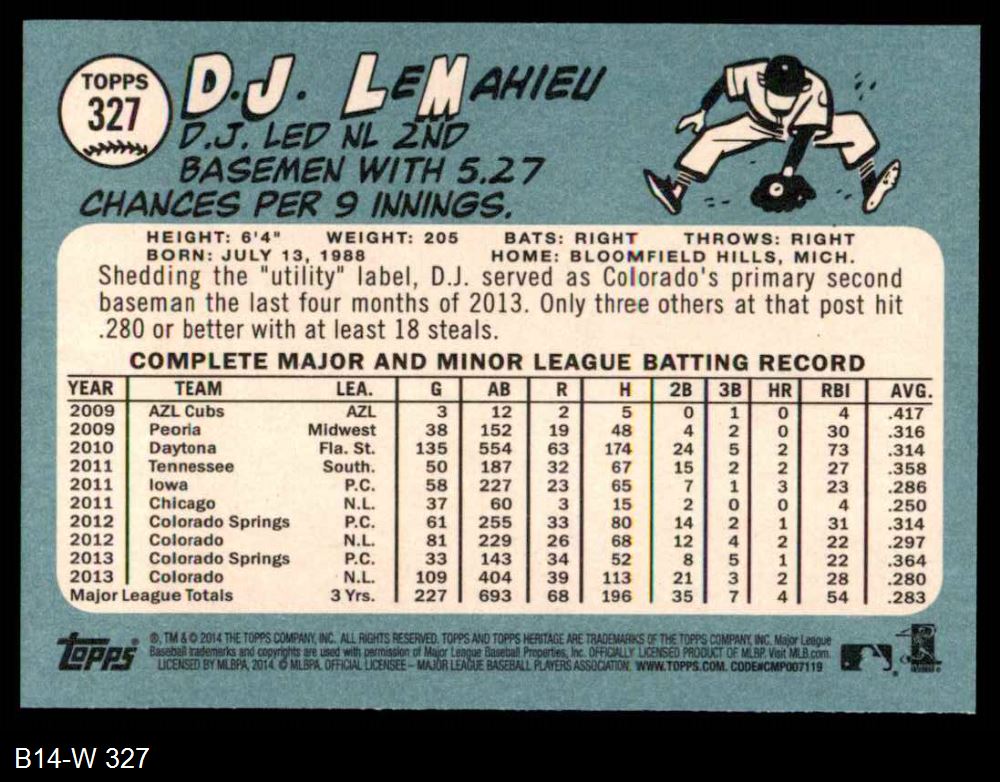 TOPPS
327
D.J. LEMAHIEU
D.J. LED NL 2ND
BASEMEN WITH 5.27
CHANCES PER 9 INNINGS.
HEIGHT: 6'4" WEIGHT: 205 BATS: RIGHT THROWS: RIGHT
BORN: JULY 13, 1988 HOME: BLOOMFIELD HILLS, MICH.
Shedding the "utility" label, D.J. served as Colorado's primary second
baseman the last four months of 2013. Only three others at that post hit
.280 or better with at least 18 steals.
COMPLETE MAJOR AND MINOR LEAGUE BATTING RECORD
YEAR TEAM LEA. G AB R H 2B 3B HR RBI AVG.
2009 AZL Cubs AZL 3 12 2 5 0 1 0 4 .417
2009 Peoria Midwest 38 152 19 48 4 2 0 30 .316
2010 Daytona Fla. St. 135 554 63 174 24 5 2 73 .314
2011 Tennessee South. 50 187 32 67 15 2 2 27 .358
2011 Iowa P.C. 58 227 23 65 7 1 3 23 .286
2011 Chicago N.L. 37 60 3 15 2 0 0 4 .250
2012 Colorado Springs P.C. 61 255 33 80 14 2 1 31 .314
2012 Colorado N.L. 81 229 26 68 12 4 2 22 .297
2013 Colorado Springs P.C. 33 143 34 52 8 5 1 22 .364
2013 Colorado N.L. 109 404 39 113 21 3 2 28 .280
Major League Totals 3 Yrs. 227 693 68 196 35 7 4 54 .283
TOPPS
®, TM & © 2014 THE TOPPS COMPANY, INC. ALL RIGHTS RESERVED. TOPPS AND TOPPS HERITAGE ARE TRADEMARKS OF THE TOPPS COMPANY, INC. Major League
Baseball trademarks and copyrights are used with permission of Major League Baseball Properties, Inc. OFFICIALLY LICENSED PRODUCT OF MLBP. Visit MLB.com.
LICENSED BY MLBPA, 2014. © MLBPA. OFFICIAL LICENSEE – MAJOR LEAGUE BASEBALL PLAYERS ASSOCIATION. WWW.TOPPS.COM. CODE#CMP007119
B14-W 327